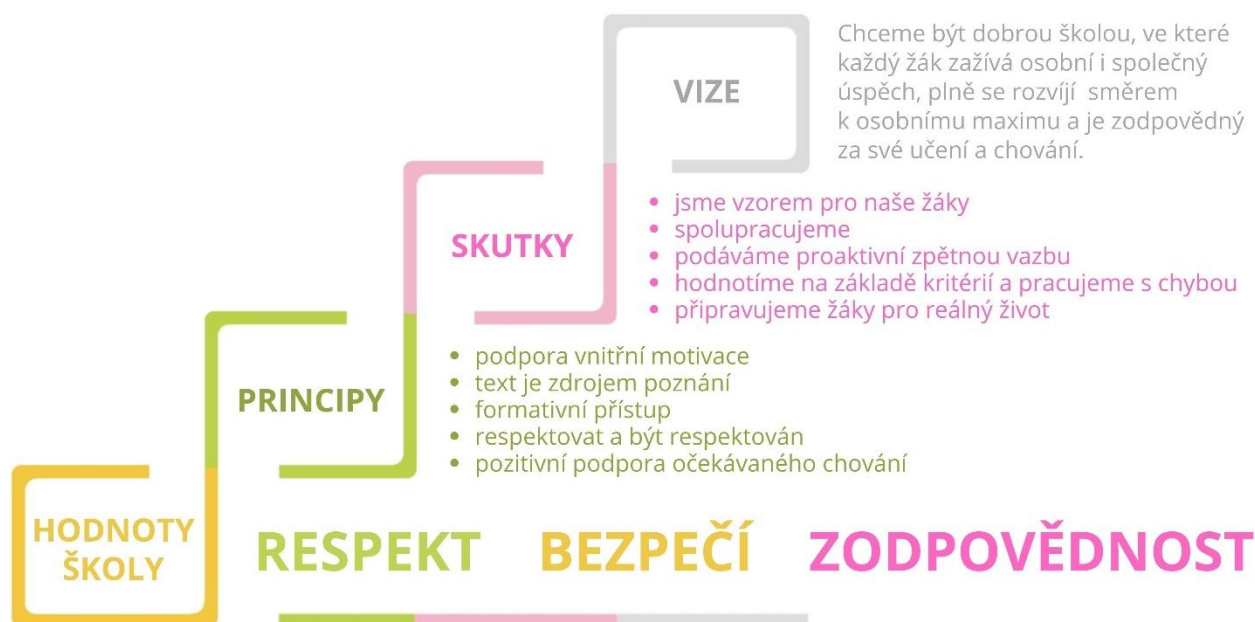 VIZE
Chceme být dobrou školou, ve které
každý žák zažívá osobní i společný
úspěch, plně se rozvíjí směrem
k osobnímu maximu a je zodpovědný
za své učení a chování.
SKUTKY
• jsme vzorem pro naše žáky
• spolupracujeme
• podáváme proaktivní zpětnou vazbu
• hodnotíme na základě kritérií a pracujeme s chybou
• připravujeme žáky pro reálný život
PRINCIPY
• podpora vnitřní motivace
• text je zdrojem poznání
• formativní přístup
• respektovat a být respektován
• pozitivní podpora očekávaného chování
HODNOTY
ŠKOLY
RESPEKT BEZPEČÍ ZODPOVĚDNOST